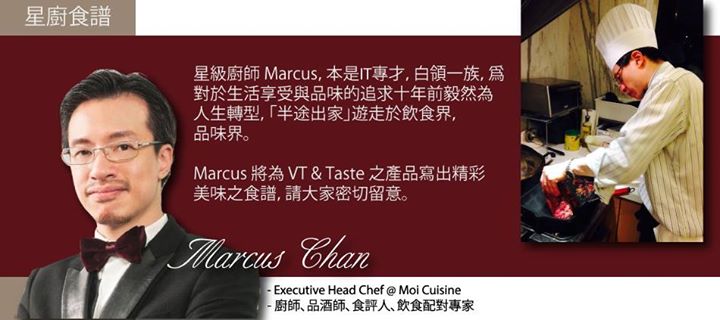 星廚食譜
星級廚師 Marcus, 本是IT專才, 白領一族, 爲
對於生活享受與品味的追求十年前毅然為
人生轉型,「半途出家」遊走於飲食界,
品味界。
Marcus 將為 VT & Taste 之產品寫出精彩
美味之食譜, 請大家密切留意。
Marcus Chan
- Executive Head Chef @ Moi Cuisine
- 廚師、品酒師、食評人、飲食配對專家